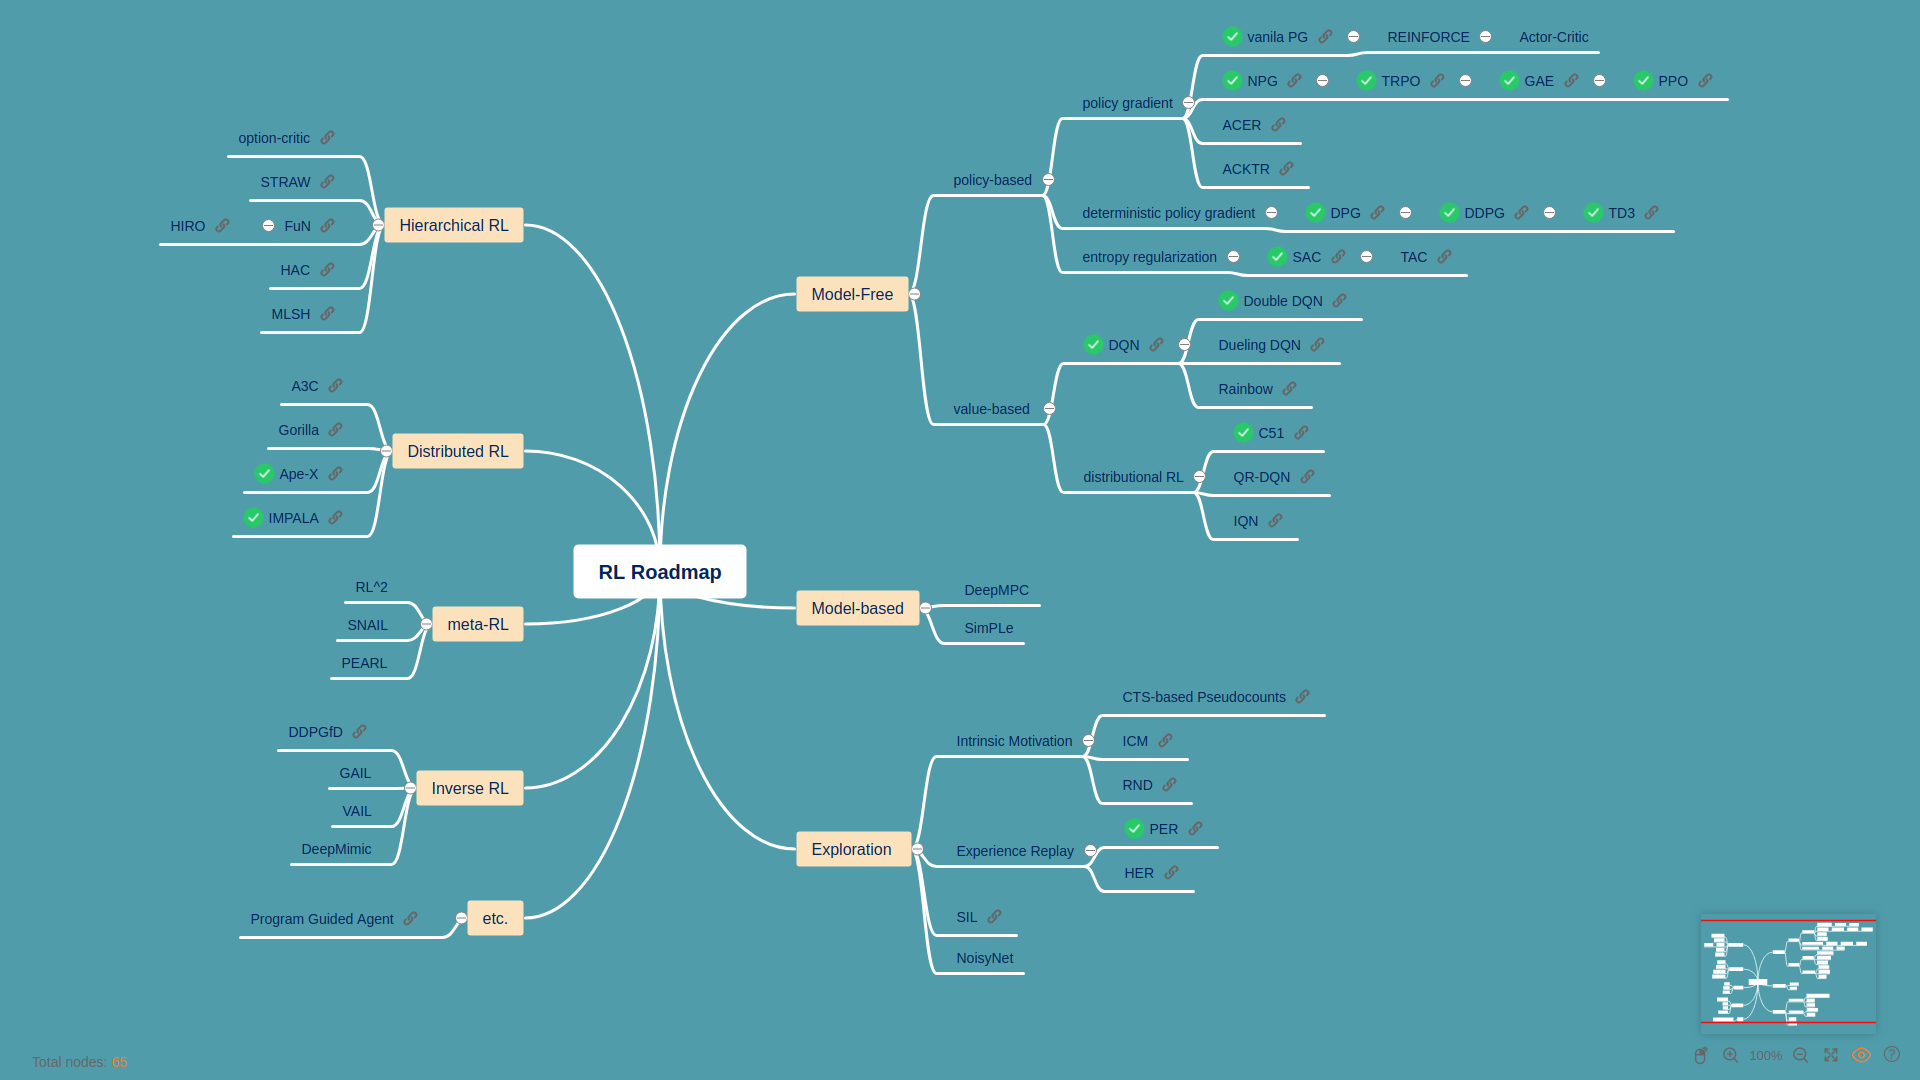 RL Roadmap
Model-Free
policy-based
policy gradient
vanila PG
REINFORCE
Actor-Critic
NPG
TRPO
GAE
PPO
ACER
ACKTR
deterministic policy gradient
DPG
DDPG
TD3
entropy regularization
SAC
TAC
value-based
DQN
Double DQN
Dueling DQN
Rainbow
distributional RL
C51
QR-DQN
IQN
Model-based
DeepMPC
SimPLe
Exploration
Intrinsic Motivation
CTS-based Pseudocounts
ICM
RND
Experience Replay
PER
HER
SIL
NoisyNet
Hierarchical RL
option-critic
STRAW
FuN
HIRO
HAC
MLSH
Distributed RL
A3C
Gorilla
Ape-X
IMPALA
meta-RL
RL^2
SNAIL
PEARL
Inverse RL
DDPGfD
GAIL
VAIL
DeepMimic
etc.
Program Guided Agent
Total nodes: 65
100%